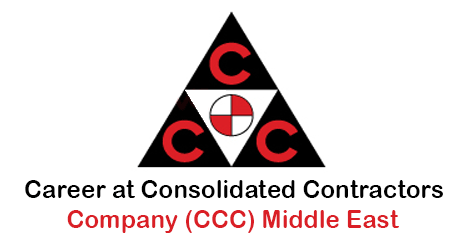 C
C C
Career at Consolidated Contractors
Company (CCC) Middle East